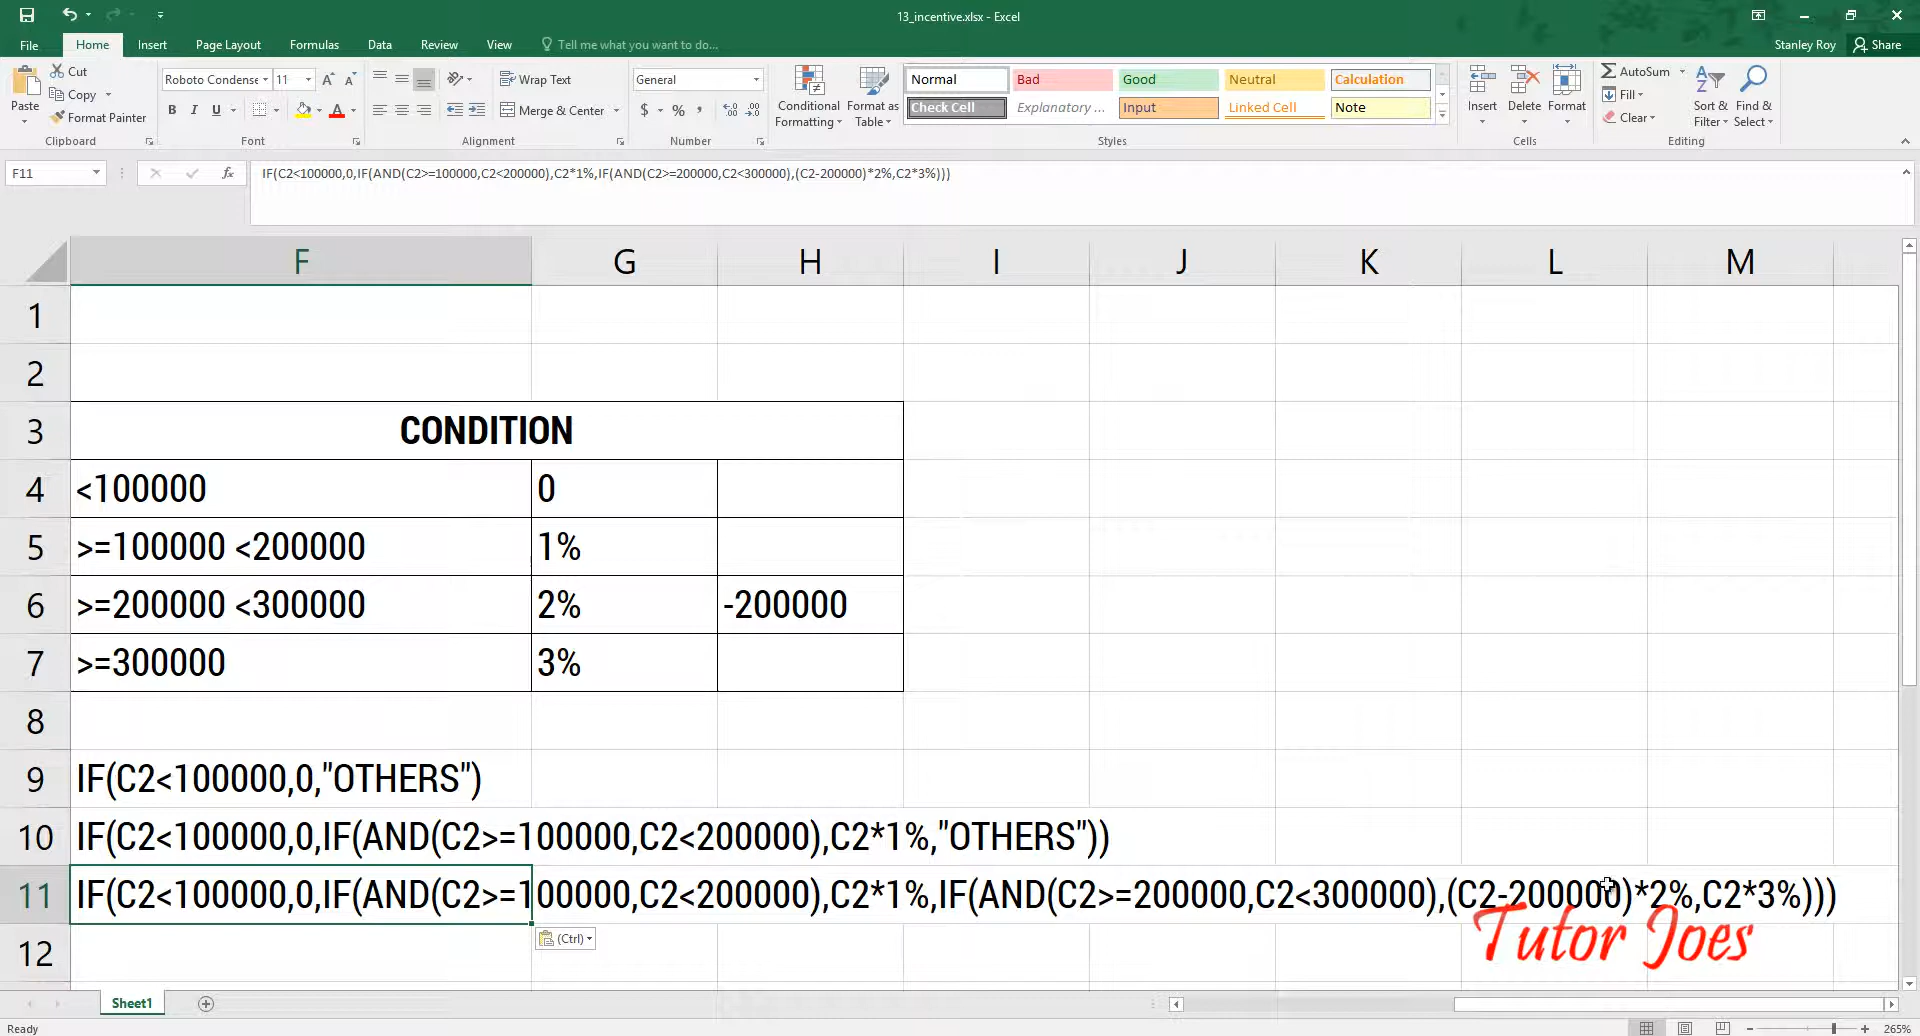 13_incentive.xlsx - Excel
File Home Insert Page Layout Formulas Data Review View Tell me what you want to do... Stanley Roy Share
Paste
Cut
Copy
Format Painter
Clipboard
Roboto Condense 11
B I U
Font
Wrap Text
Merge & Center
Alignment
General
$ %
Number
Conditional Formatting
Format as Table
Normal Bad Good Neutral Calculation
Check Cell Explanatory ... Input Linked Cell Note
Styles
Insert Delete Format
Cells
AutoSum
Fill
Clear
Sort & Filter
Find & Select
Editing
F11 fx IF(C2<100000,0,IF(AND(C2>=100000,C2<200000),C2*1%,IF(AND(C2>=200000,C2<300000),(C2-200000)*2%,C2*3%)))
F G H I J K L M
1
2
3 CONDITION
4 <100000 0
5 >=100000 <200000 1%
6 >=200000 <300000 2% -200000
7 >=300000 3%
8
9 IF(C2<100000,0,"OTHERS")
10 IF(C2<100000,0,IF(AND(C2>=100000,C2<200000),C2*1%,"OTHERS"))
11 IF(C2<100000,0,IF(AND(C2>=100000,C2<200000),C2*1%,IF(AND(C2>=200000,C2<300000),(C2-200000)*2%,C2*3%)))
(Ctrl)
Tutor Joes
12
Sheet1
Ready 265%